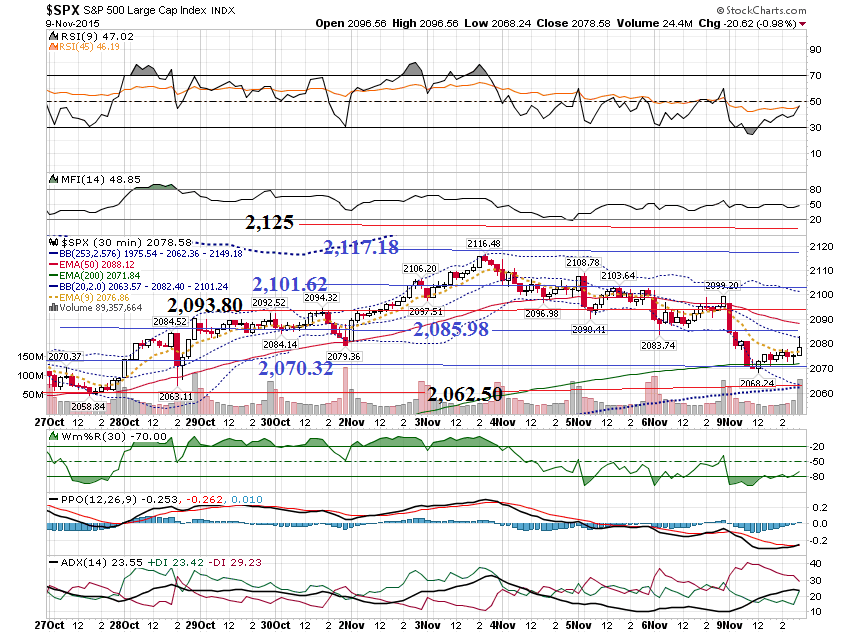 $SPX S&P 500 Large Cap Index INDX
© StockCharts.com
9-Nov-2015
Open 2096.56 High 2096.56 Low 2068.24 Close 2078.58 Volume 24.4M Chg -20.62 (-0.98%)
RSI(9) 47.02
RSI(45) 46.19
90
70
50
30
10
MFI(14) 48.85
80
50
20
2,125
$SPX (30 min) 2078.58
BB(253,2.576) 1975.54 - 2062.36 - 2149.18
EMA(50) 2088.12
EMA(200) 2071.84
BB(20,2.0) 2063.57 - 2082.40 - 2101.24
EMA(9) 2076.86
Volume 89,357,664
2,117.18
2116.48
2106.20
2108.78
2103.64
2099.20
2,101.62
2,093.80
2092.52
2094.32
2097.51
2096.98
2084.52
2,085.98
2090.41
2084.14
2079.36
2083.74
2070.37
2,070.32
2068.24
2063.11
2,062.50
2058.84
2120
2110
2100
2090
2080
2070
2060
150M
100M
50M
27Oct 12 2 28Oct 12 2 29Oct 12 2 30Oct 12 2 2Nov 12 2 3Nov 12 2 4Nov 12 2 5Nov 12 2 6Nov 12 2 9Nov 12 2
Wm%R(30) -70.00
-20
-50
-80
PPO(12,26,9) -0.253, -0.262, 0.010
0.2
0.0
-0.2
ADX(14) 23.55 +DI 23.42 -DI 29.23
40
30
20
10
27Oct 12 2 28Oct 12 2 29Oct 12 2 30Oct 12 2 2Nov 12 2 3Nov 12 2 4Nov 12 2 5Nov 12 2 6Nov 12 2 9Nov 12 2